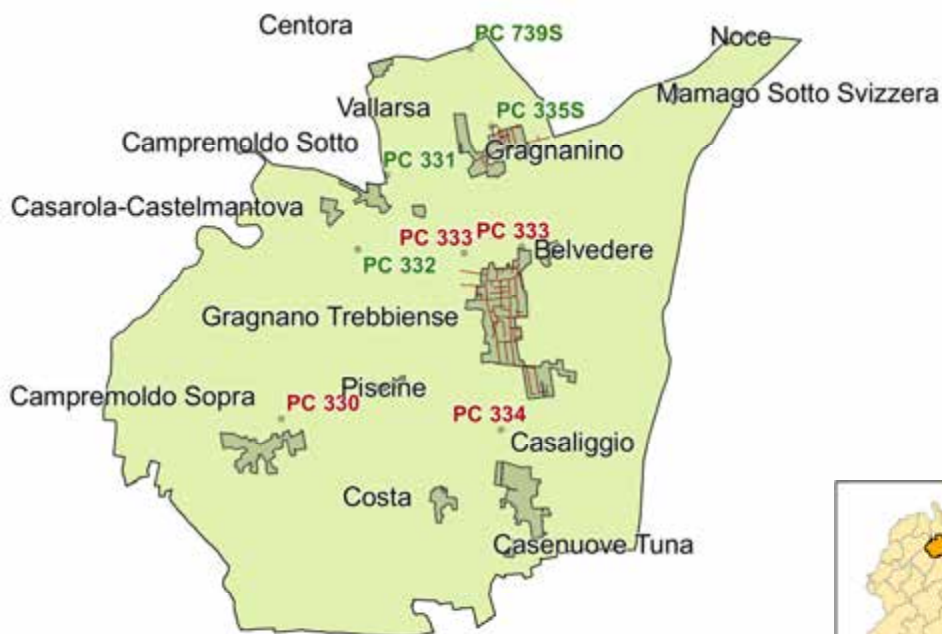 Centora
PC 739S
Noce
Mamago Sotto Svizzera
Vallarsa
PC 335S
Campremoldo Sotto
PC 331
Gragnanino
Casarola-Castelmantova
PC 333
PC 333
Belvedere
PC 332
Gragnano Trebbiense
Piscine
Campremoldo Sopra
PC 330
PC 334
Casaliggio
Costa
Casenuove Tuna